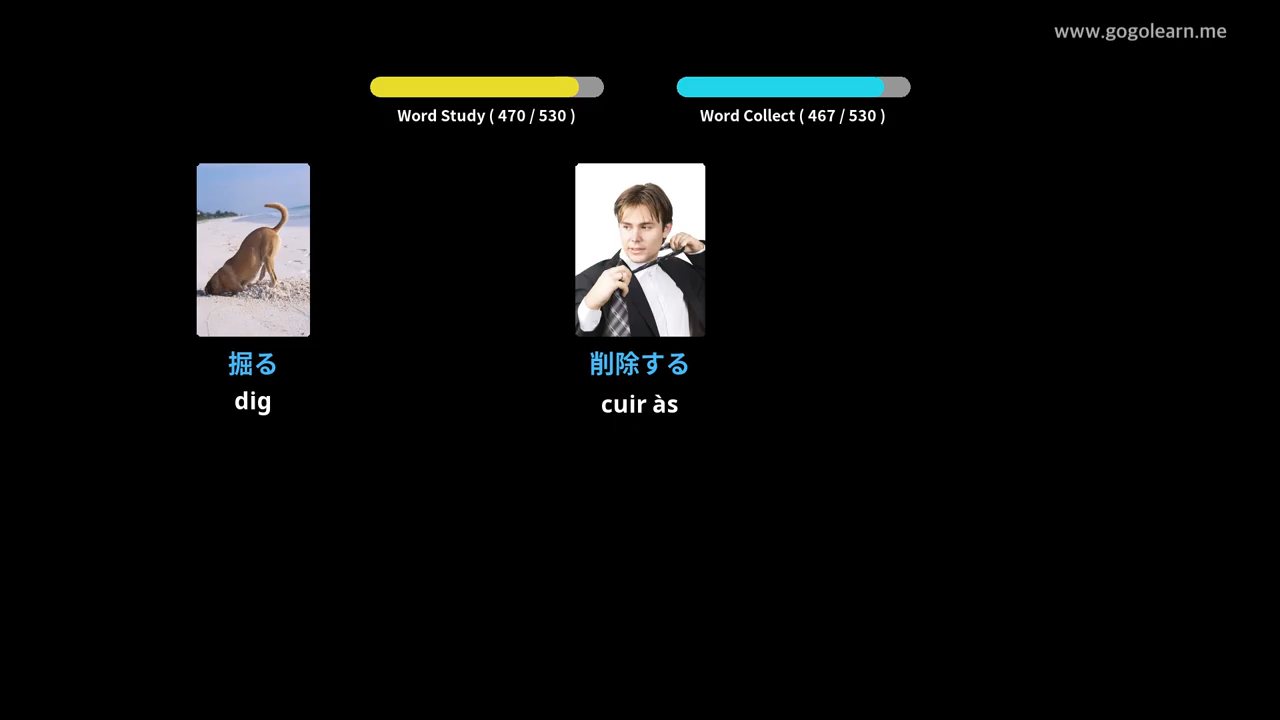 www.gogolearn.me
Word Study ( 470 / 530 )
Word Collect ( 467 / 530 )
掘る
dig
削除する
cuir às